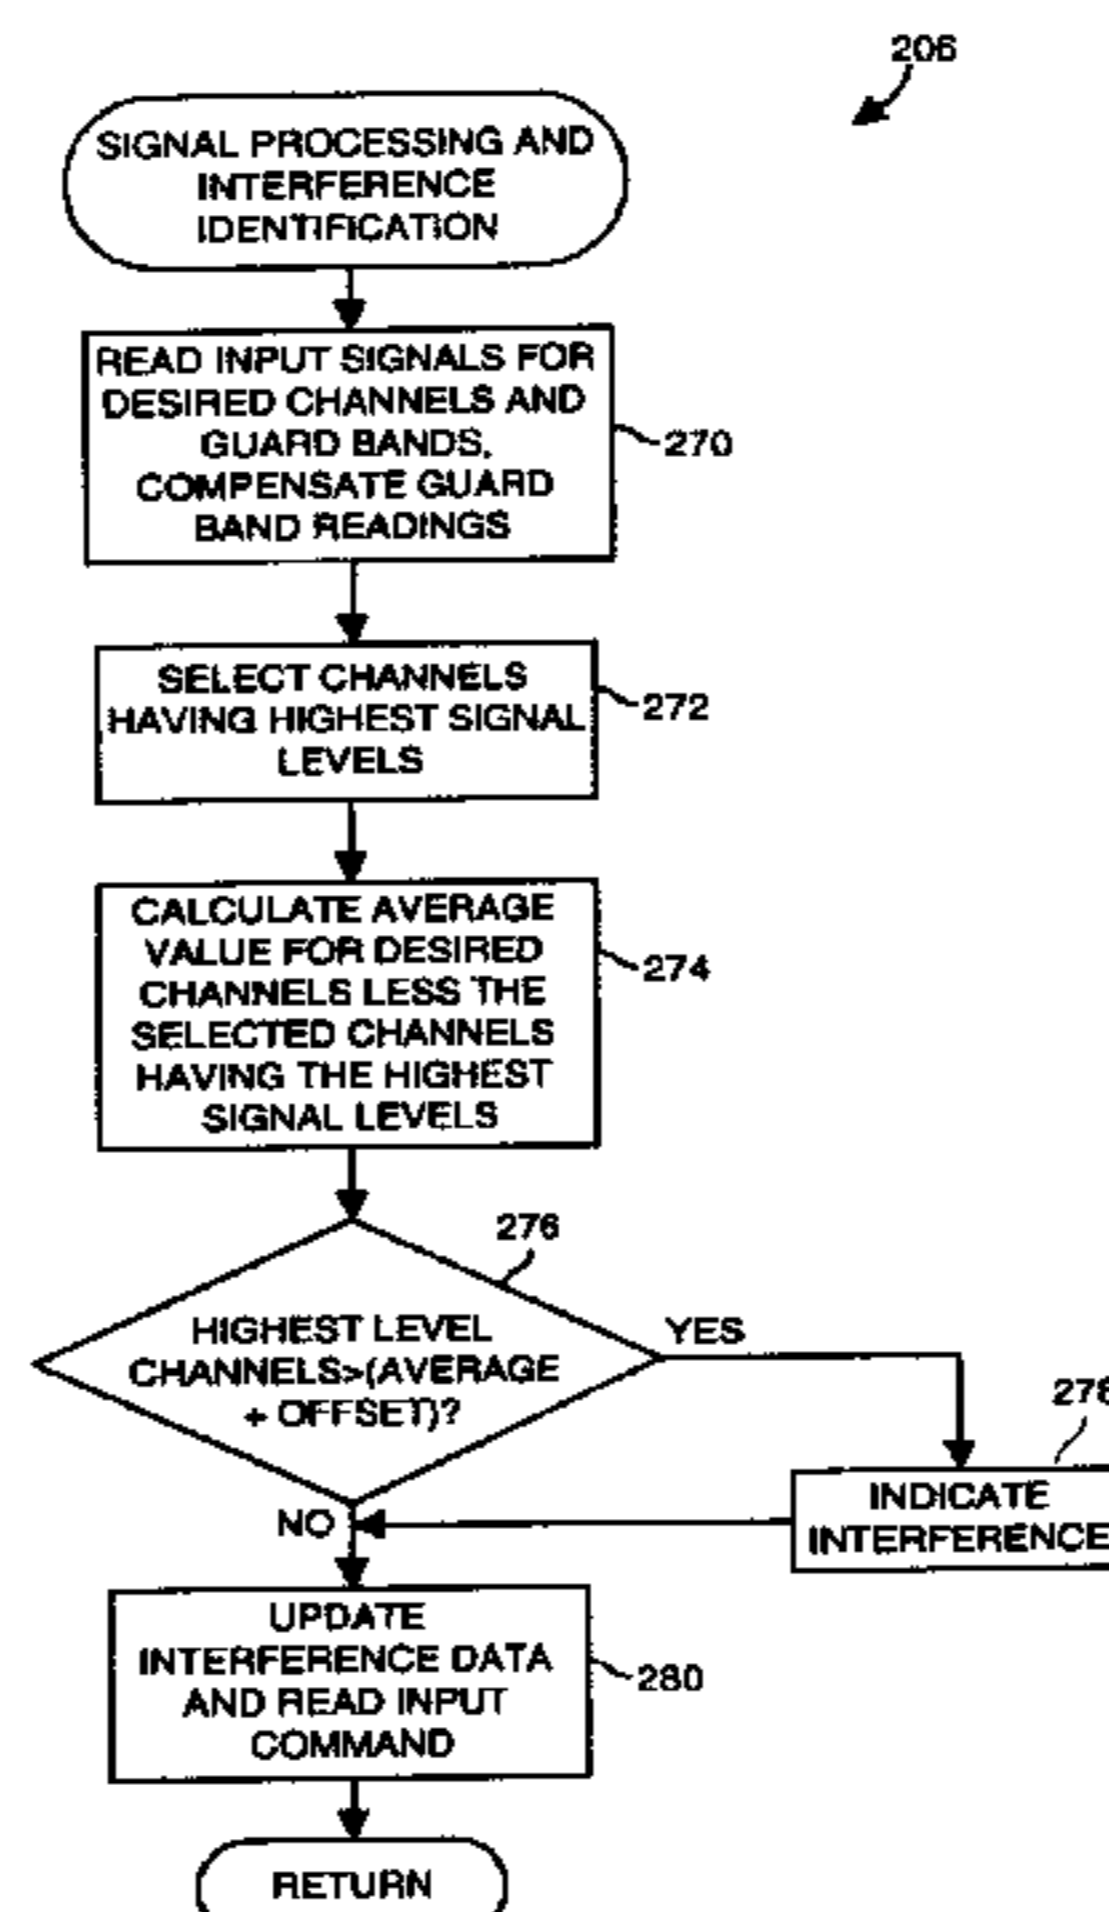 206
SIGNAL PROCESSING AND
INTERFERENCE
IDENTIFICATION
READ INPUT SIGNALS FOR
DESIRED CHANNELS AND
GUARD BANDS,
COMPENSATE GUARD
BAND READINGS
270
SELECT CHANNELS
HAVING HIGHEST SIGNAL
LEVELS
272
CALCULATE AVERAGE
VALUE FOR DESIRED
CHANNELS LESS THE
SELECTED CHANNELS
HAVING THE HIGHEST
SIGNAL LEVELS
274
276
HIGHEST LEVEL
CHANNELS>(AVERAGE
+ OFFSET)?
YES
278
INDICATE
INTERFERENCE
NO
UPDATE
INTERFERENCE DATA
AND READ INPUT
COMMAND
280
RETURN